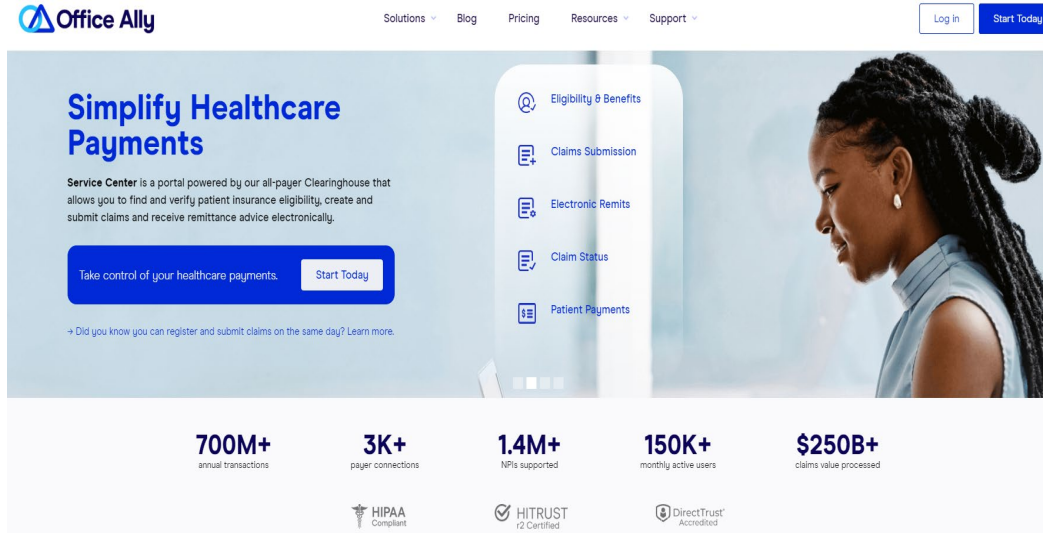 Office Ally
Solutions
Blog
Pricing
Resources
Support
Log in
Start Today
Simplify Healthcare
Payments
Service Center is a portal powered by our all-payer Clearinghouse that
allows you to find and verify patient insurance eligibility, create and
submit claims and receive remittance advice electronically.
Take control of your healthcare payments.
Start Today
→ Did you know you can register and submit claims on the same day? Learn more.
Eligibility & Benefits
Claims Submission
Electronic Remits
Claim Status
Patient Payments
700M+
annual transactions
3K+
payer connections
1.4M+
NPIs supported
150K+
monthly active users
$250B+
claims value processed
HIPAA
Compliant
HITRUST
r2 Certified
DirectTrust
Accredited